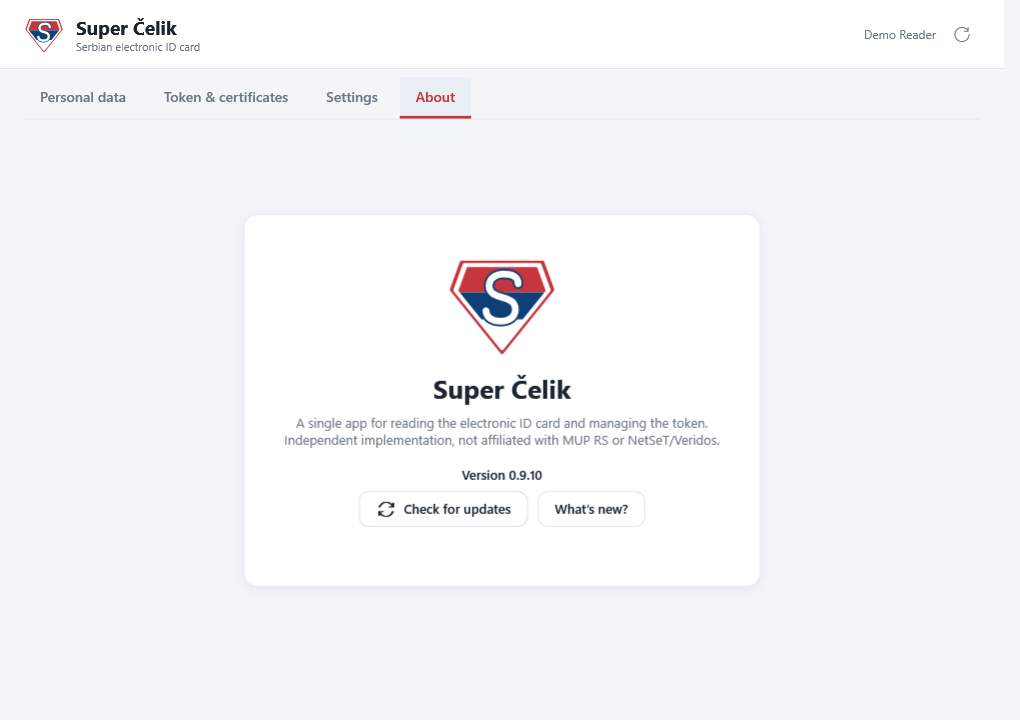 Super Čelik
Serbian electronic ID card
Demo Reader
Personal data
Token & certificates
Settings
About
S
Super Čelik
A single app for reading the electronic ID card and managing the token.
Independent implementation, not affiliated with MUP RS or NetSeT/Veridos.
Version 0.9.10
Check for updates
What's new?